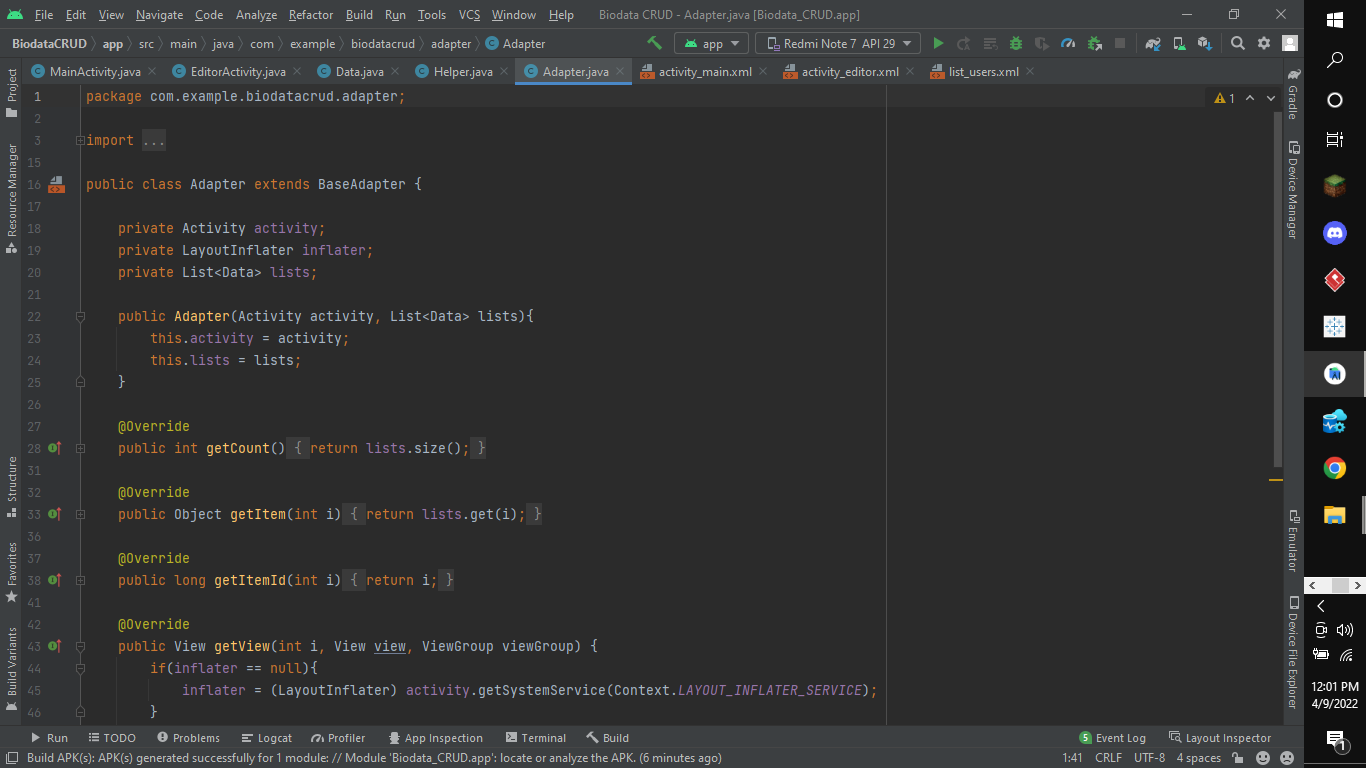 File Edit View Navigate Code Analyze Refactor Build Run Tools VCS Window Help Biodata CRUD - Adapter.java [Biodata_CRUD.app]
BiodataCRUD app src main java com example biodatacrud adapter Adapter app Redmi Note 7 API 29
MainActivity.java EditorActivity.java Data.java Helper.java Adapter.java activity_main.xml activity_editor.xml list_users.xml
Project
Resource Manager
Structure
Favorites
Build Variants
1 package com.example.biodatacrud.adapter;
2
3 import ...
15
16 public class Adapter extends BaseAdapter {
17
18 private Activity activity;
19 private LayoutInflater inflater;
20 private List<Data> lists;
21
22 public Adapter(Activity activity, List<Data> lists){
23 this.activity = activity;
24 this.lists = lists;
25 }
26
27 @Override
28 public int getCount() { return lists.size(); }
31
32 @Override
33 public Object getItem(int i) { return lists.get(i); }
36
37 @Override
38 public long getItemId(int i) { return i; }
41
42 @Override
43 public View getView(int i, View view, ViewGroup viewGroup) {
44 if(inflater == null){
45 inflater = (LayoutInflater) activity.getSystemService(Context.LAYOUT_INFLATER_SERVICE);
46 }
1
Gradle
Device Manager
Emulator
Device File Explorer
Run TODO Problems Logcat Profiler App Inspection Terminal Build 5 Event Log Layout Inspector
Build APK(s): APK(s) generated successfully for 1 module: // Module 'Biodata_CRUD.app': locate or analyze the APK. (6 minutes ago) 1:41 CRLF UTF-8 4 spaces
12:01 PM
4/9/2022
1